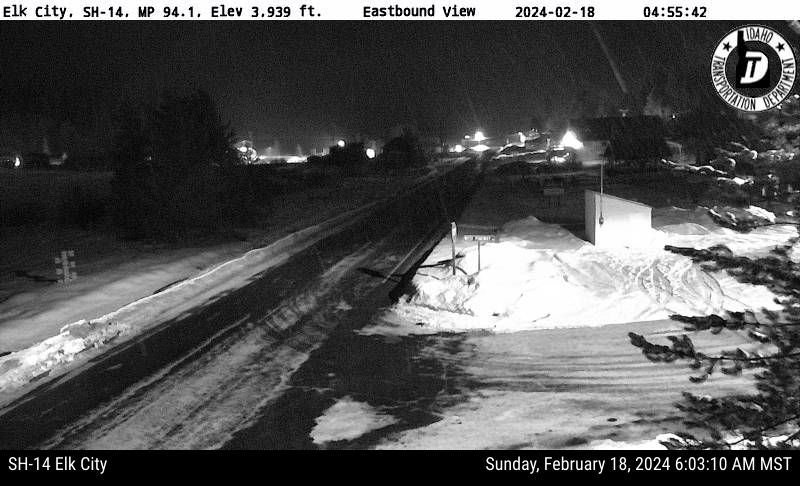 Elk City, SH-14, MP 94.1, Elev 3,939 ft. Eastbound View 2024-02-18 04:55:42
IDAHO
TRANSPORTATION DEPARTMENT
SH-14 Elk City Sunday, February 18, 2024 6:03:10 AM MST